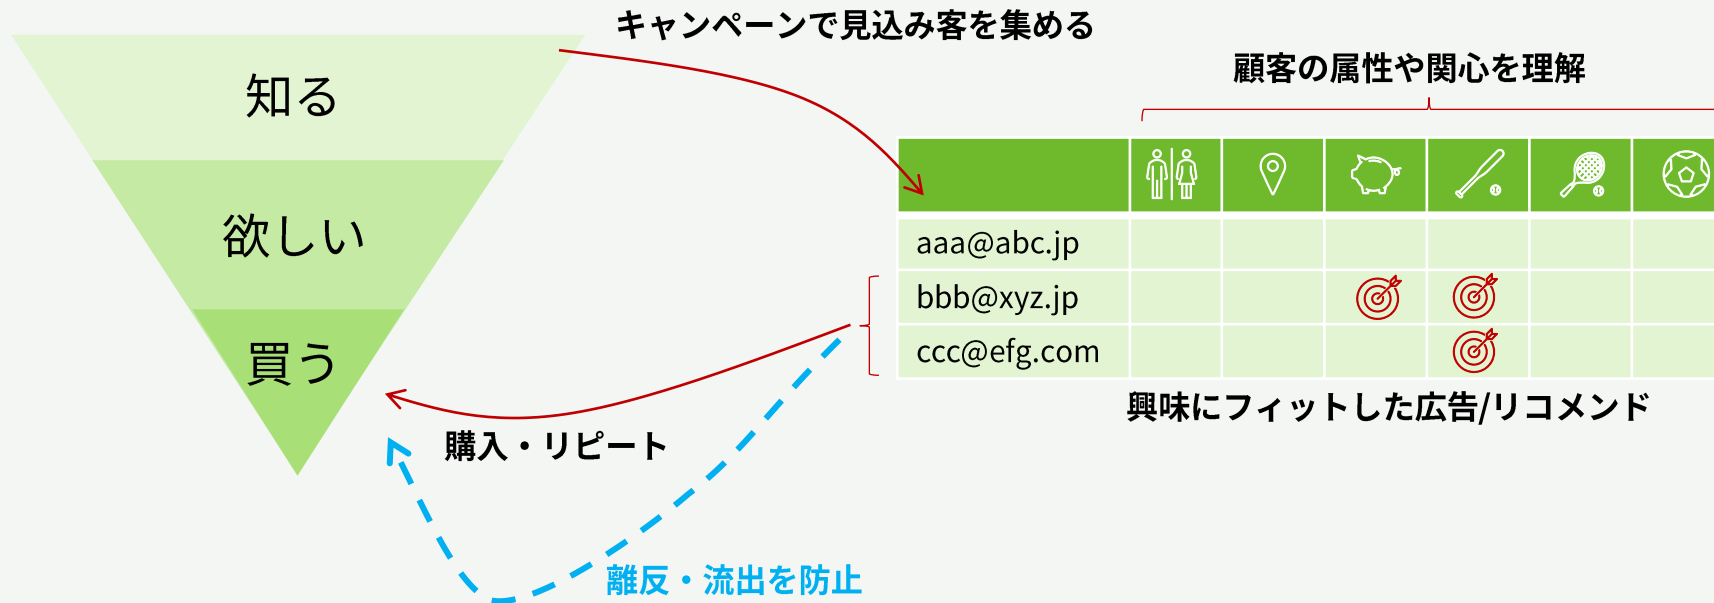 キャンペーンで見込み客を集める
顧客の属性や関心を理解
知る
欲しい
買う
aaa@abc.jp
bbb@xyz.jp
ccc@efg.com
興味にフィットした広告/リコメンド
購入・リピート
離反・流出を防止